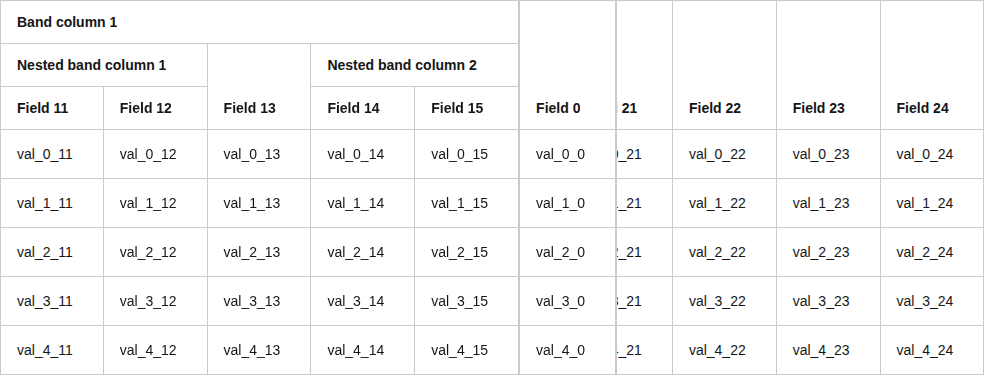 Band column 1
Nested band column 1 Nested band column 2
Field 11 Field 12 Field 13 Field 14 Field 15 Field 0 21 Field 22 Field 23 Field 24
val_0_11 val_0_12 val_0_13 val_0_14 val_0_15 val_0_0 _21 val_0_22 val_0_23 val_0_24
val_1_11 val_1_12 val_1_13 val_1_14 val_1_15 val_1_0 _21 val_1_22 val_1_23 val_1_24
val_2_11 val_2_12 val_2_13 val_2_14 val_2_15 val_2_0 _21 val_2_22 val_2_23 val_2_24
val_3_11 val_3_12 val_3_13 val_3_14 val_3_15 val_3_0 _21 val_3_22 val_3_23 val_3_24
val_4_11 val_4_12 val_4_13 val_4_14 val_4_15 val_4_0 _21 val_4_22 val_4_23 val_4_24